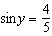 sin y = 4/5